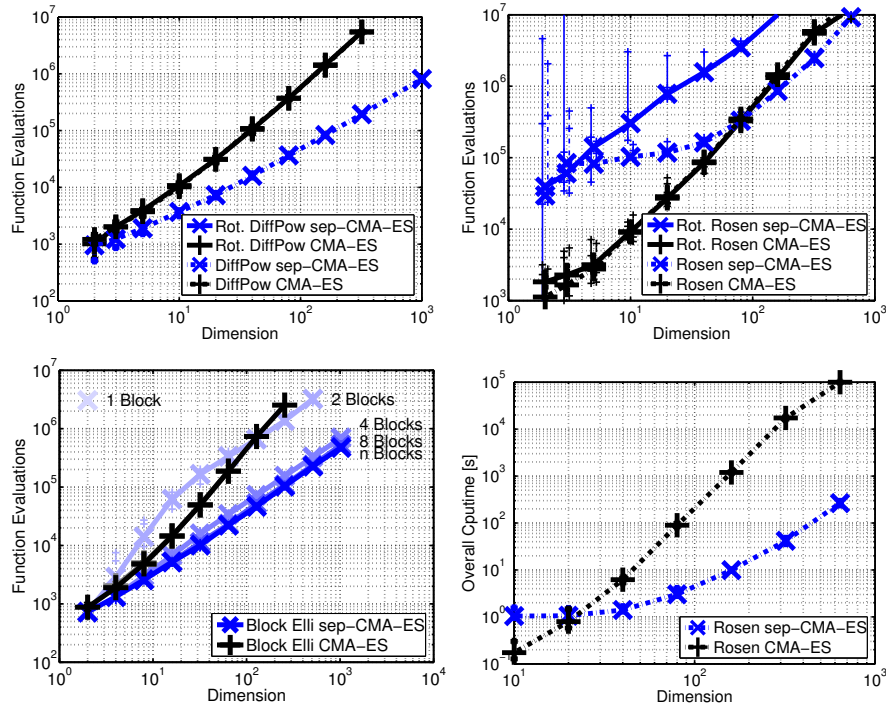 10^7
10^6
10^5
10^4
10^3
10^2
Function Evaluations
Rot. DiffPow sep−CMA−ES
Rot. DiffPow CMA−ES
DiffPow sep−CMA−ES
DiffPow CMA−ES
10^0 10^1 10^2 10^3
Dimension
10^7
10^6
10^5
10^4
10^3
Function Evaluations
Rot. Rosen sep−CMA−ES
Rot. Rosen CMA−ES
Rosen sep−CMA−ES
Rosen CMA−ES
10^0 10^1 10^2 10^3
Dimension
10^7
10^6
10^5
10^4
10^3
10^2
Function Evaluations
1 Block
2 Blocks
4 Blocks
8 Blocks
n Blocks
Block Elli sep−CMA−ES
Block Elli CMA−ES
10^0 10^1 10^2 10^3 10^4
Dimension
10^5
10^4
10^3
10^2
10^1
10^0
10^−1
Overall Cputime [s]
Rosen sep−CMA−ES
Rosen CMA−ES
10^1 10^2 10^3
Dimension